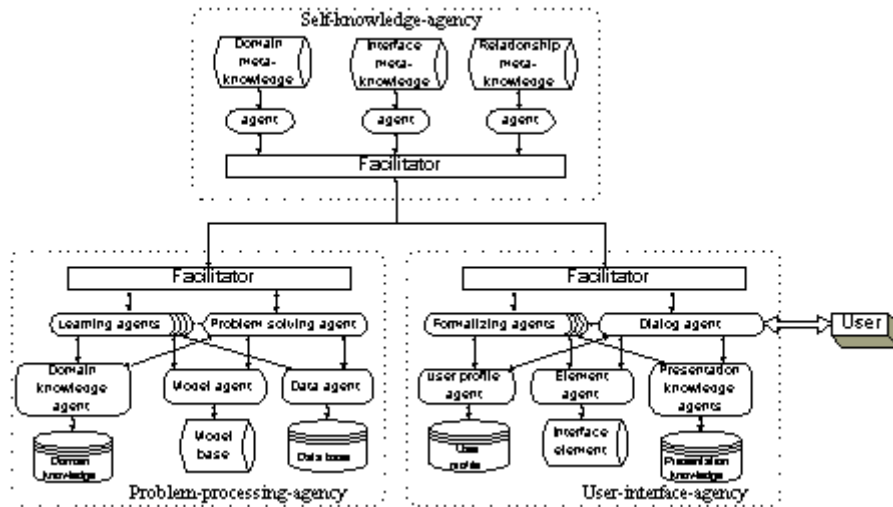 Self-knowledge-agency
Domain
meta-
knowledge
Interface
meta-
knowledge
Relationship
meta-
knowledge
agent
agent
agent
Facilitator
Facilitator
Learning agents
Problem solving agent
Domain
knowledge
agent
Model agent
Data agent
Domain
knowledge
Model
base
Data base
Problem-processing-agency
Facilitator
Formalizing agents
Dialog agent
User
user profile
agent
Element
agent
Presentation
knowledge
agents
User
profile
Interface
element
Presentation
knowledge
User-interface-agency